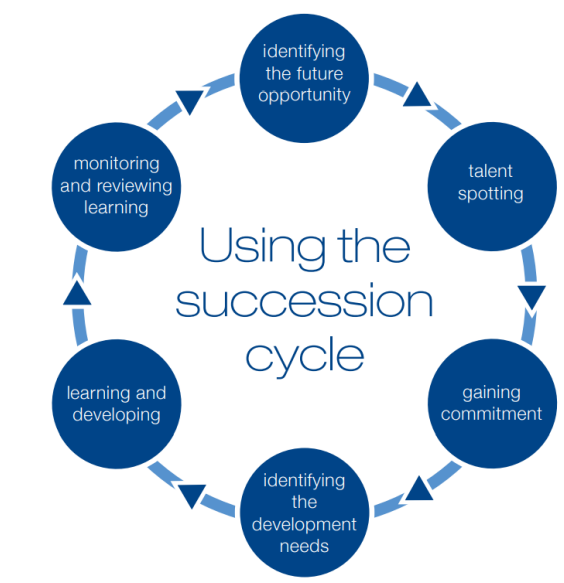 identifying
the future
opportunity
talent
spotting
gaining
commitment
identifying
the
development
needs
learning and
developing
monitoring
and reviewing
learning
Using the
succession
cycle